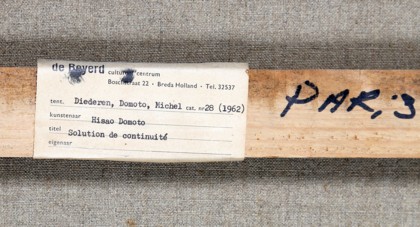 de Beyerd
cultureel centrum
Boschstraat 22 · Breda Holland · Tel. 32537
tent. Diederen, Domoto, Michel cat. nr 28 (1962)
kunstenaar Hisao Domoto
titel Solution de continuité
eigenaar
PAR. 3